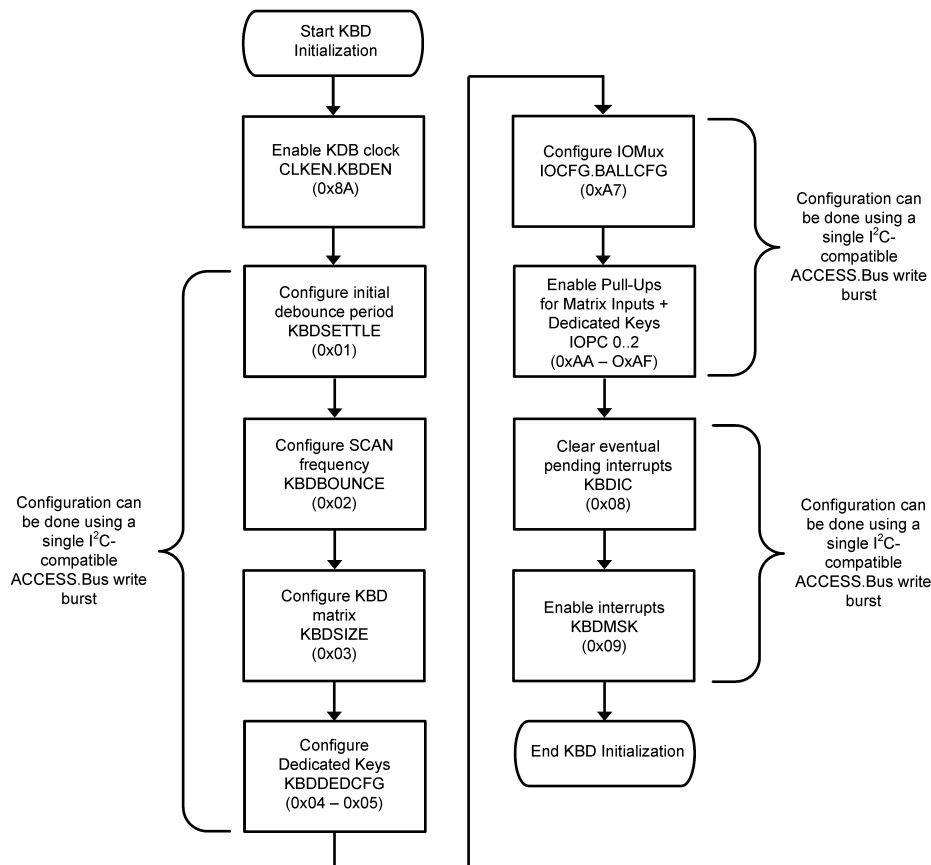 Start KBD
Initialization
Enable KDB clock
CLKEN.KBDEN
(0x8A)
Configure initial
debounce period
KBDSETTLE
(0x01)
Configure SCAN
frequency
KBDBOUNCE
(0x02)
Configure KBD
matrix
KBDSIZE
(0x03)
Configure
Dedicated Keys
KBDDEDCFG
(0x04 – 0x05)
Configuration can
be done using a
single I²C-
compatible
ACCESS.Bus write
burst
Configure IOMux
IOCFG.BALLCFG
(0xA7)
Enable Pull-Ups
for Matrix Inputs +
Dedicated Keys
IOPC 0..2
(0xAA – OxAF)
Configuration can
be done using a
single I²C-
compatible
ACCESS.Bus write
burst
Clear eventual
pending interrupts
KBDIC
(0x08)
Enable interrupts
KBDMSK
(0x09)
Configuration can
be done using a
single I²C-
compatible
ACCESS.Bus write
burst
End KBD Initialization